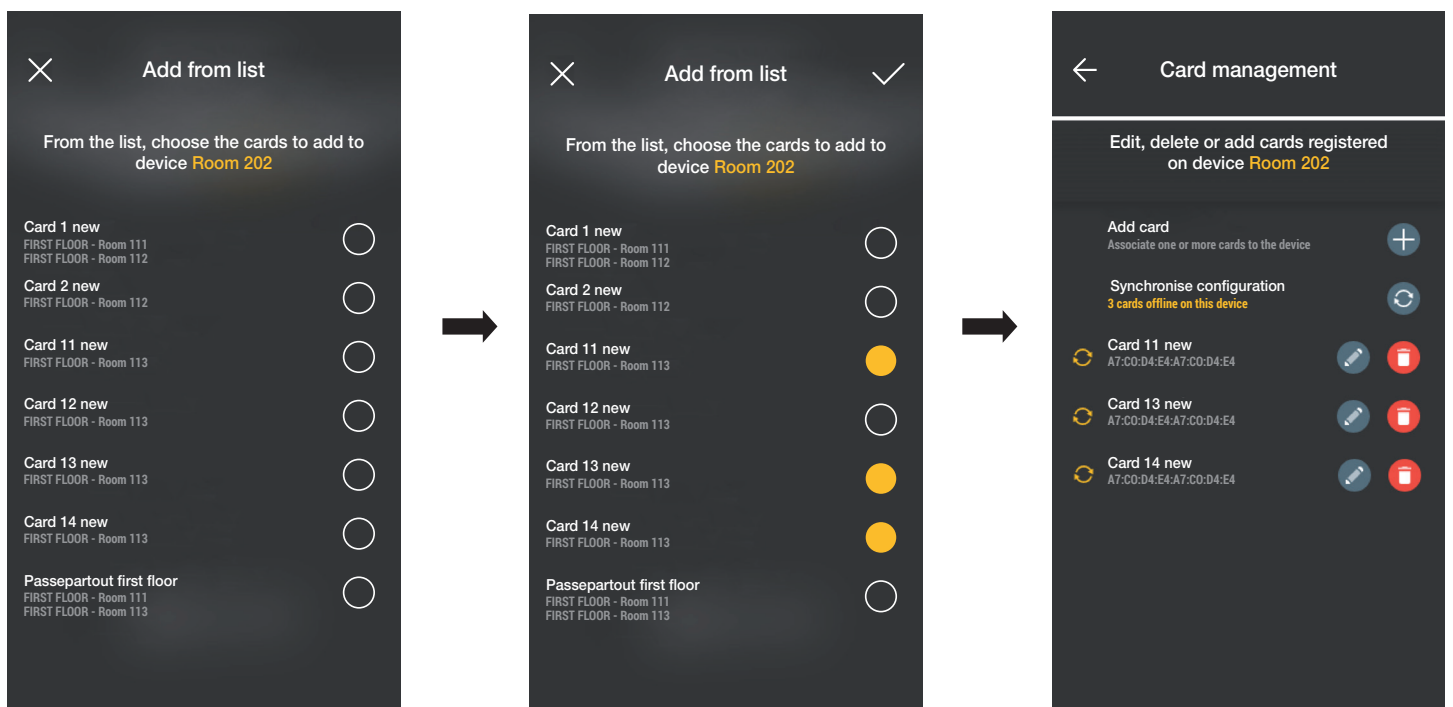 Add from list
From the list, choose the cards to add to
device Room 202
Card 1 new
FIRST FLOOR - Room 111
FIRST FLOOR - Room 112
Card 2 new
FIRST FLOOR - Room 112
Card 11 new
FIRST FLOOR - Room 113
Card 12 new
FIRST FLOOR - Room 113
Card 13 new
FIRST FLOOR - Room 113
Card 14 new
FIRST FLOOR - Room 113
Passepartout first floor
FIRST FLOOR - Room 111
FIRST FLOOR - Room 113
Add from list
From the list, choose the cards to add to
device Room 202
Card 1 new
FIRST FLOOR - Room 111
FIRST FLOOR - Room 112
Card 2 new
FIRST FLOOR - Room 112
Card 11 new
FIRST FLOOR - Room 113
Card 12 new
FIRST FLOOR - Room 113
Card 13 new
FIRST FLOOR - Room 113
Card 14 new
FIRST FLOOR - Room 113
Passepartout first floor
FIRST FLOOR - Room 111
FIRST FLOOR - Room 113
Card management
Edit, delete or add cards registered
on device Room 202
Add card
Associate one or more cards to the device
Synchronise configuration
3 cards offline on this device
Card 11 new
A7:C0:D4:E4:A7:C0:D4:E4
Card 13 new
A7:C0:D4:E4:A7:C0:D4:E4
Card 14 new
A7:C0:D4:E4:A7:C0:D4:E4